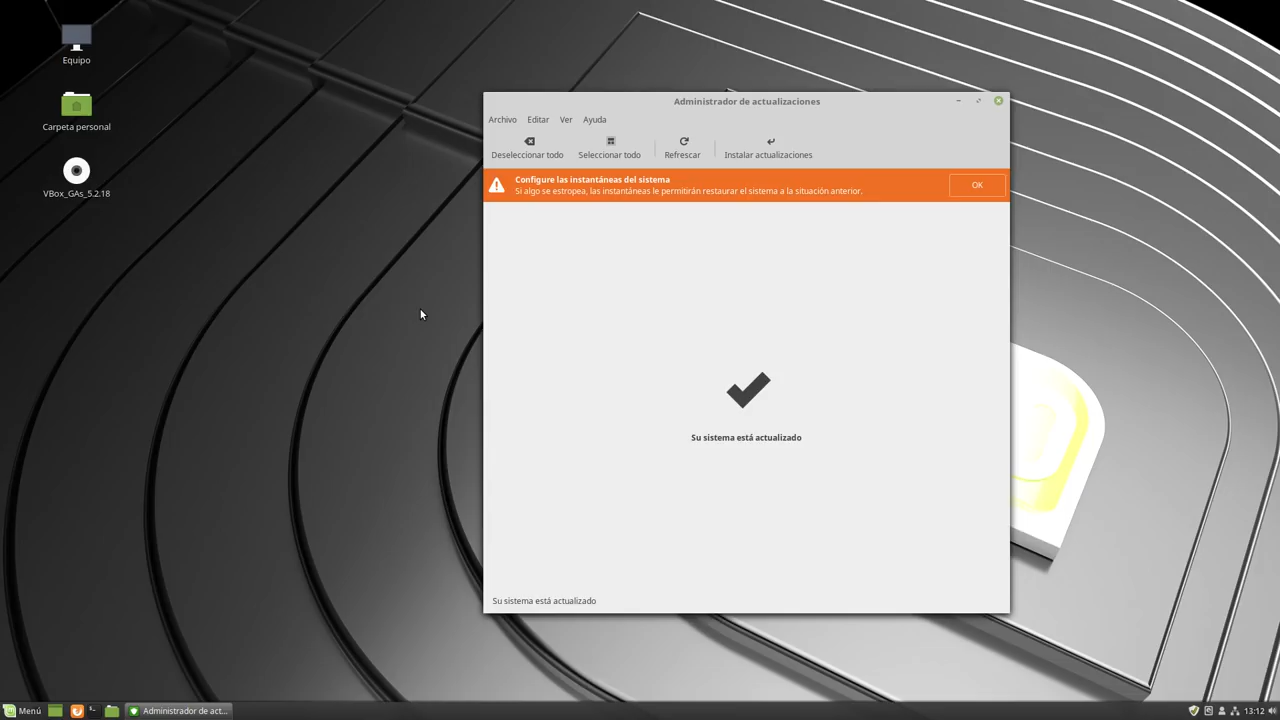 Equipo
Carpeta personal
VBox_GAs_5.2.18
Administrador de actualizaciones
Archivo Editar Ver Ayuda
Deseleccionar todo Seleccionar todo Refrescar Instalar actualizaciones
Configure las instantáneas del sistema
Si algo se estropea, las instantáneas le permitirán restaurar el sistema a la situación anterior.
OK
Su sistema está actualizado
Su sistema está actualizado
Menú Administrador de act... 13:12